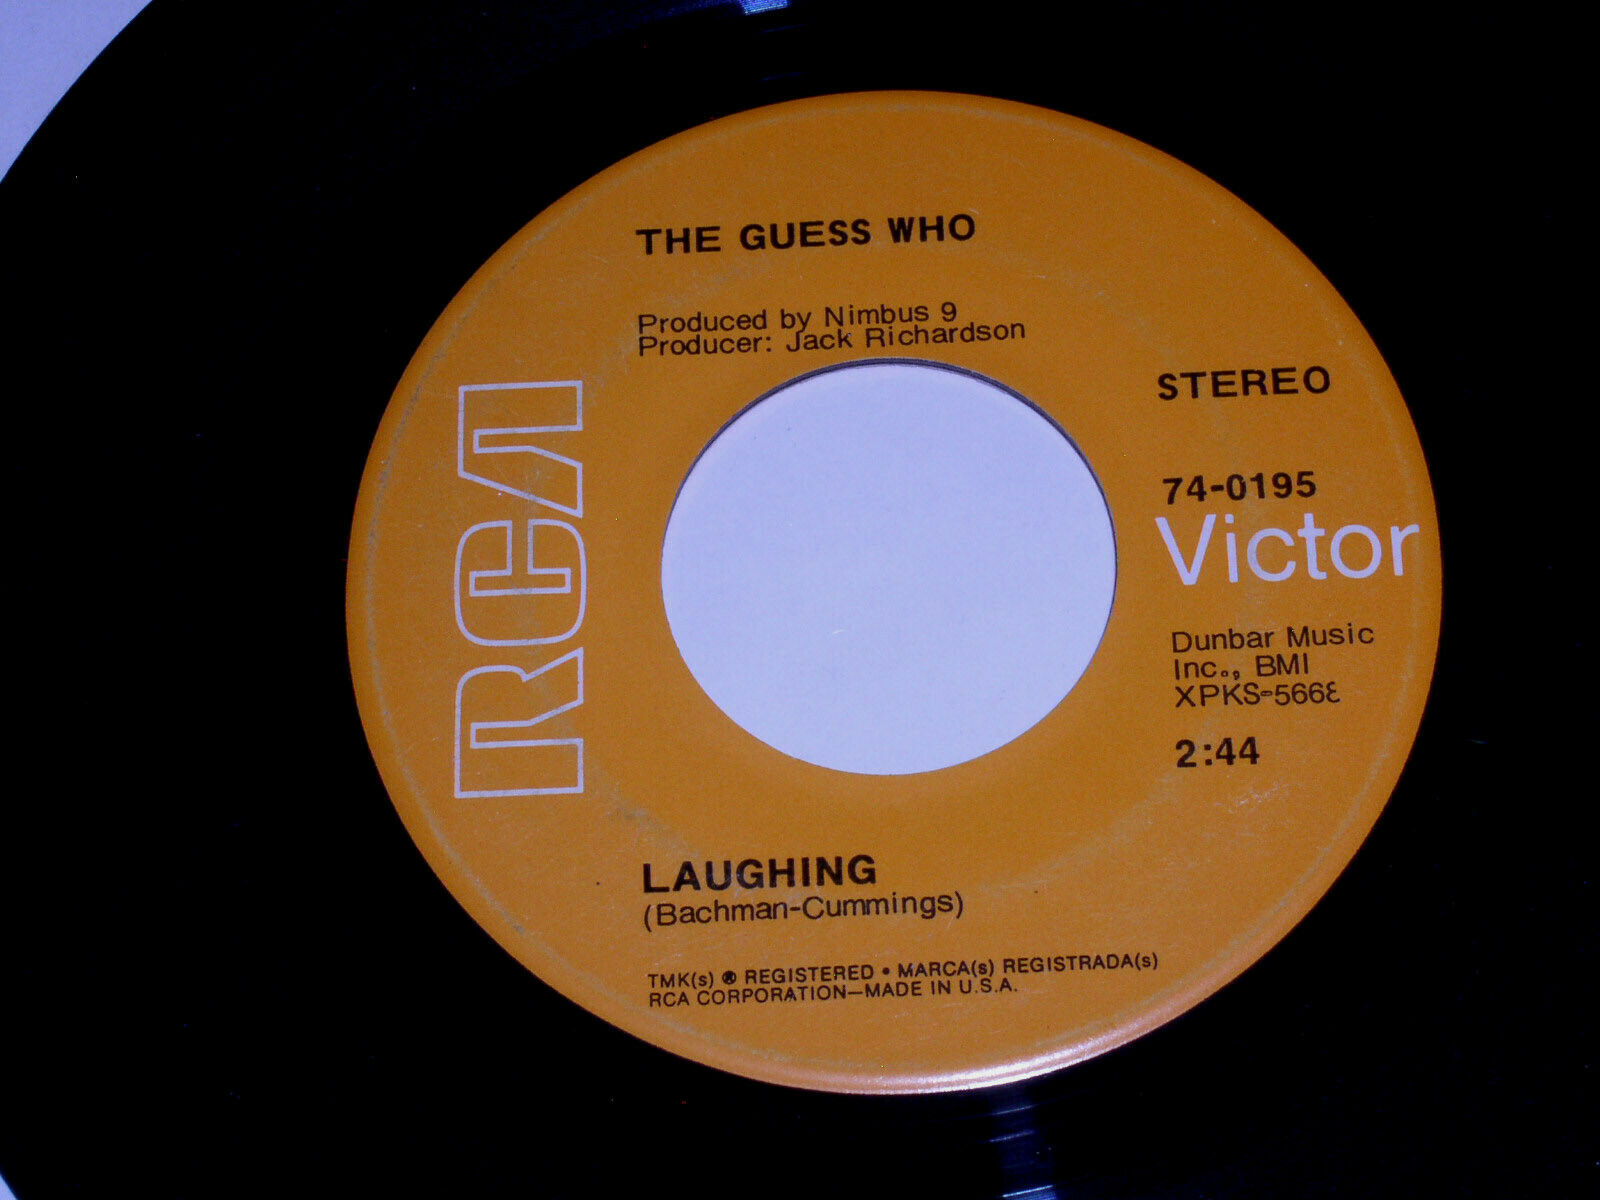 THE GUESS WHO
Produced by Nimbus 9
Producer: Jack Richardson
RCA
STEREO
74-0195
Victor
Dunbar Music
Inc., BMI
XPKS-5668
2:44
LAUGHING
(Bachman-Cummings)
TMK(s) ® REGISTERED • MARCA(s) REGISTRADA(s)
RCA CORPORATION—MADE IN U.S.A.